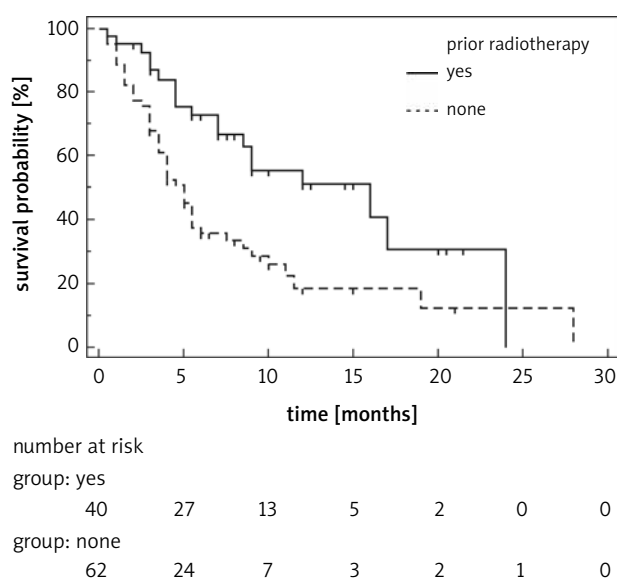 100
80
60
40
20
0
survival probability [%]
prior radiotherapy
yes
none
0 5 10 15 20 25 30
time [months]
number at risk
group: yes
40 27 13 5 2 0 0
group: none
62 24 7 3 2 1 0